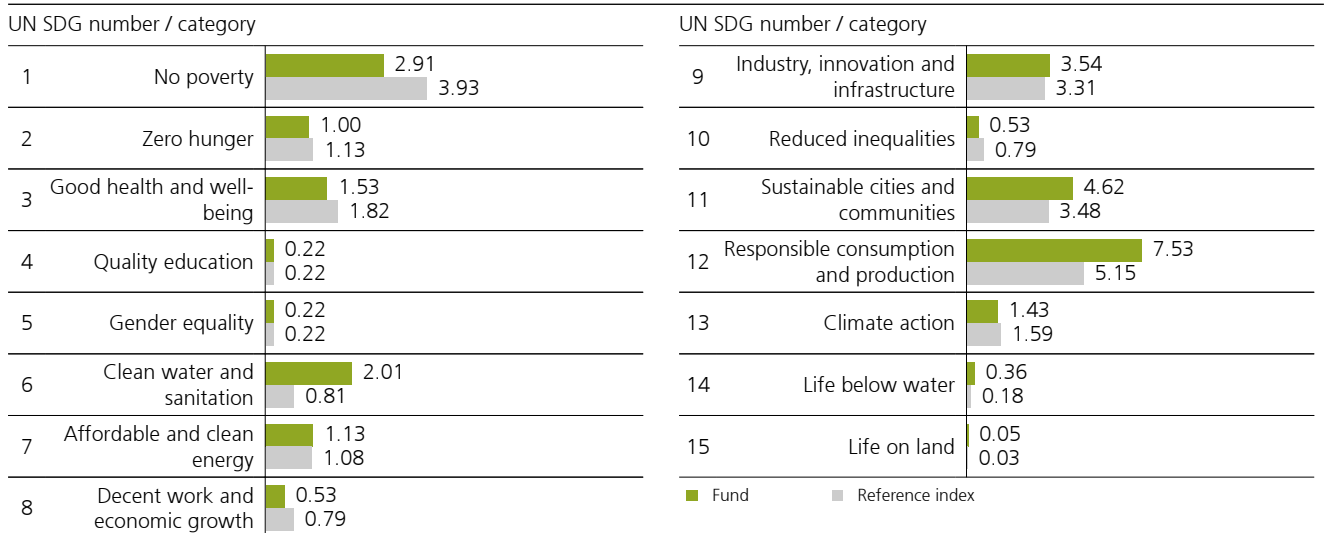 UN SDG number / category
1 No poverty 2.91
3.93
2 Zero hunger 1.00
1.13
3 Good health and well-
being 1.53
1.82
4 Quality education 0.22
0.22
5 Gender equality 0.22
0.22
6 Clean water and
sanitation 2.01
0.81
7 Affordable and clean
energy 1.13
1.08
8 Decent work and
economic growth 0.53
0.79
UN SDG number / category
9 Industry, innovation and
infrastructure 3.54
3.31
10 Reduced inequalities 0.53
0.79
11 Sustainable cities and
communities 4.62
3.48
12 Responsible consumption
and production 7.53
5.15
13 Climate action 1.43
1.59
14 Life below water 0.36
0.18
15 Life on land 0.05
0.03
Fund Reference index